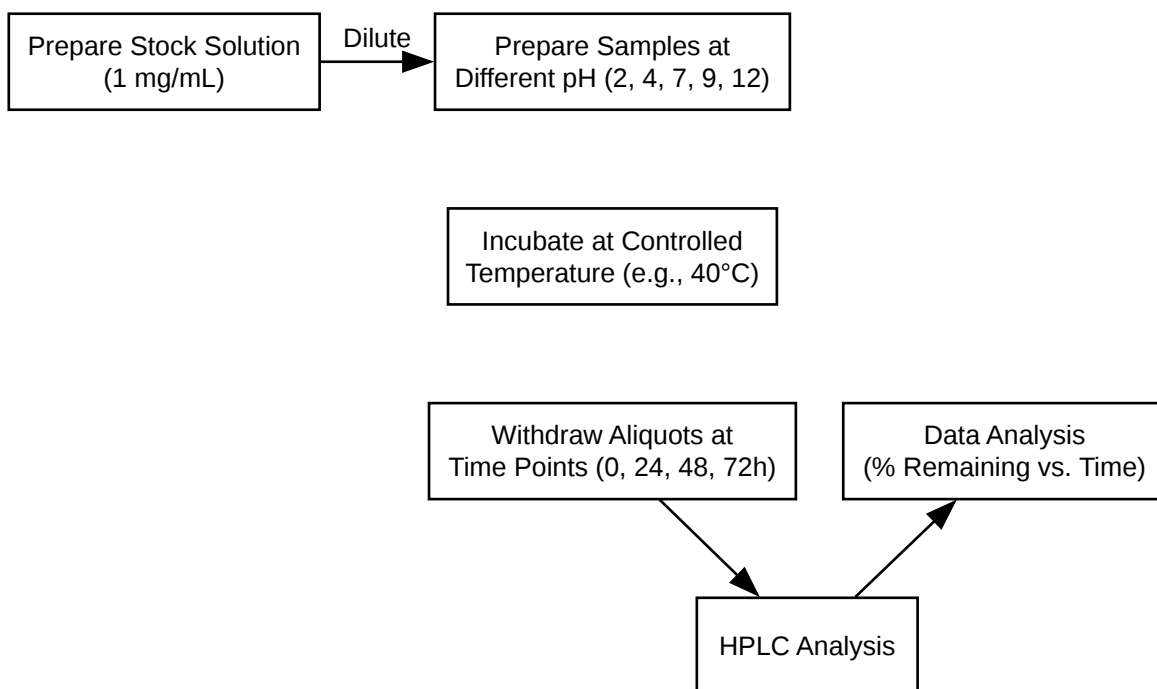 Prepare Stock Solution
(1 mg/mL)
Dilute
Prepare Samples at
Different pH (2, 4, 7, 9, 12)
Incubate at Controlled
Temperature (e.g., 40°C)
Withdraw Aliquots at
Time Points (0, 24, 48, 72h)
Data Analysis
(% Remaining vs. Time)
HPLC Analysis